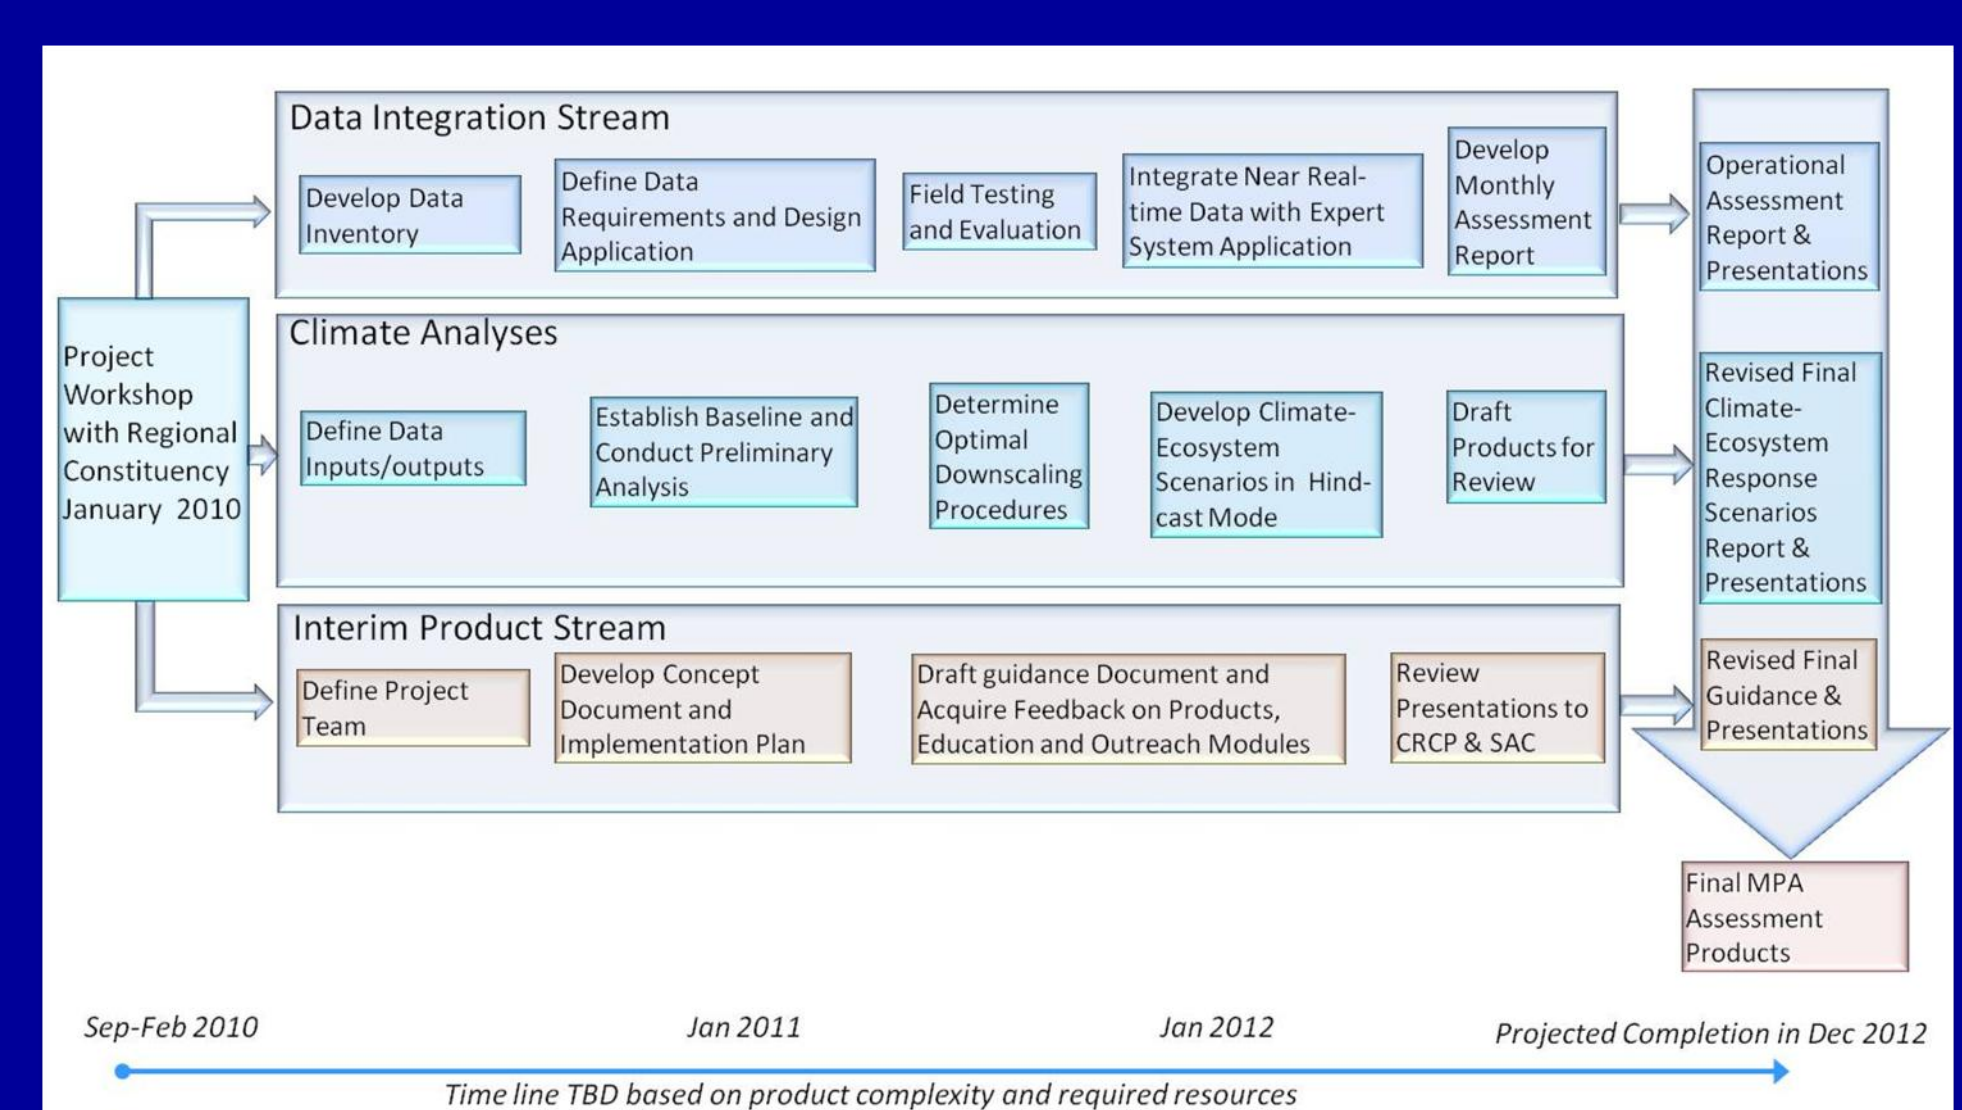 Data Integration Stream
Develop Data
Inventory
Define Data
Requirements and Design
Application
Field Testing
and Evaluation
Integrate Near Real-
time Data with Expert
System Application
Develop
Monthly
Assessment
Report
Operational
Assessment
Report &
Presentations
Project
Workshop
with Regional
Constituency
January 2010
Climate Analyses
Define Data
Inputs/outputs
Establish Baseline and
Conduct Preliminary
Analysis
Determine
Optimal
Downscaling
Procedures
Develop Climate-
Ecosystem
Scenarios in Hind-
cast Mode
Draft
Products for
Review
Revised Final
Climate-
Ecosystem
Response
Scenarios
Report &
Presentations
Interim Product Stream
Define Project
Team
Develop Concept
Document and
Implementation Plan
Draft guidance Document and
Acquire Feedback on Products,
Education and Outreach Modules
Review
Presentations to
CRCP & SAC
Revised Final
Guidance &
Presentations
Final MPA
Assessment
Products
Sep-Feb 2010
Jan 2011
Jan 2012
Projected Completion in Dec 2012
Time line TBD based on product complexity and required resources